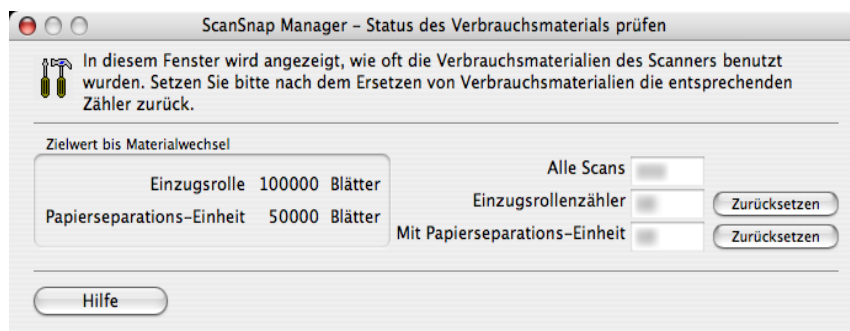 ScanSnap Manager – Status des Verbrauchsmaterials prüfen
In diesem Fenster wird angezeigt, wie oft die Verbrauchsmaterialien des Scanners benutzt
wurden. Setzen Sie bitte nach dem Ersetzen von Verbrauchsmaterialien die entsprechenden
Zähler zurück.
Zielwert bis Materialwechsel
Einzugsrolle 100000 Blätter
Papierseparations-Einheit 50000 Blätter
Alle Scans
Einzugsrollenzähler Zurücksetzen
Mit Papierseparations-Einheit Zurücksetzen
Hilfe